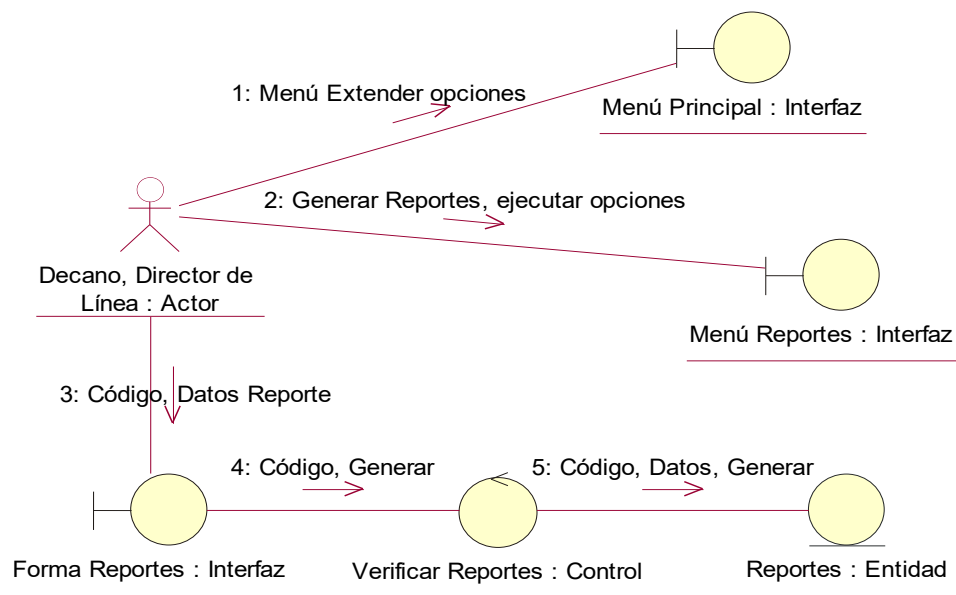 1: Menú Extender opciones
Menú Principal : Interfaz
2: Generar Reportes, ejecutar opciones
Decano, Director de
Línea : Actor
Menú Reportes : Interfaz
3: Código, Datos Reporte
4: Código, Generar
5: Código, Datos, Generar
Forma Reportes : Interfaz
Verificar Reportes : Control
Reportes : Entidad